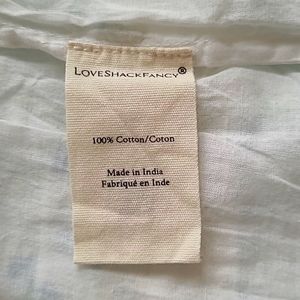 LoveShackFancy®
100% Cotton/Coton
Made in India
Fabriqué en Inde